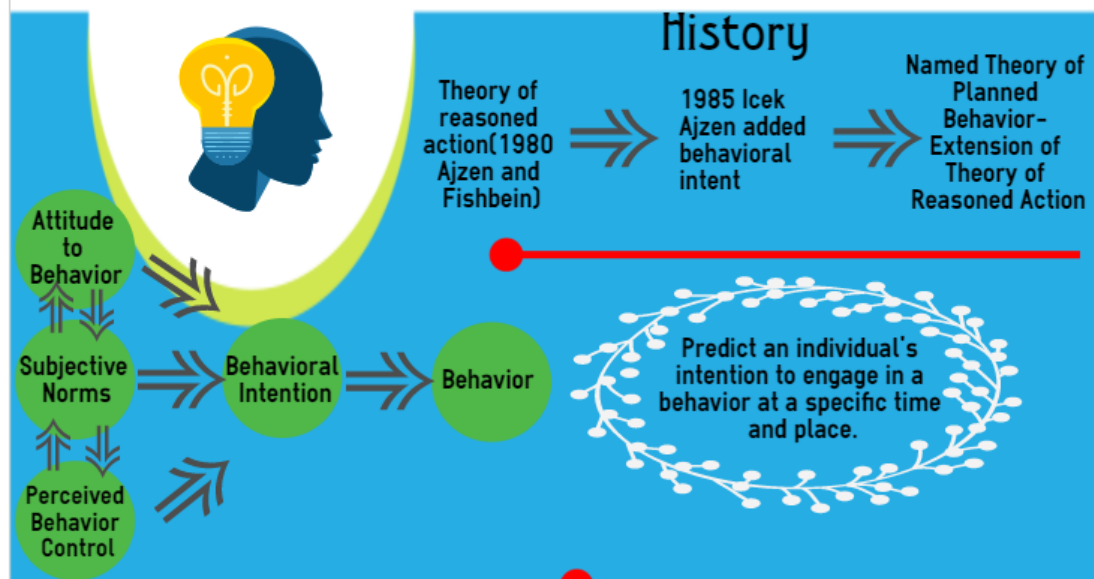 History
Theory of
reasoned
action(1980
Ajzen and
Fishbein)
1985 Icek
Ajzen added
behavioral
intent
Named Theory of
Planned
Behavior-
Extension of
Theory of
Reasoned Action
Attitude
to
Behavior
Subjective
Norms
Perceived
Behavior
Control
Behavioral
Intention
Behavior
Predict an individual's
intention to engage in a
behavior at a specific time
and place.